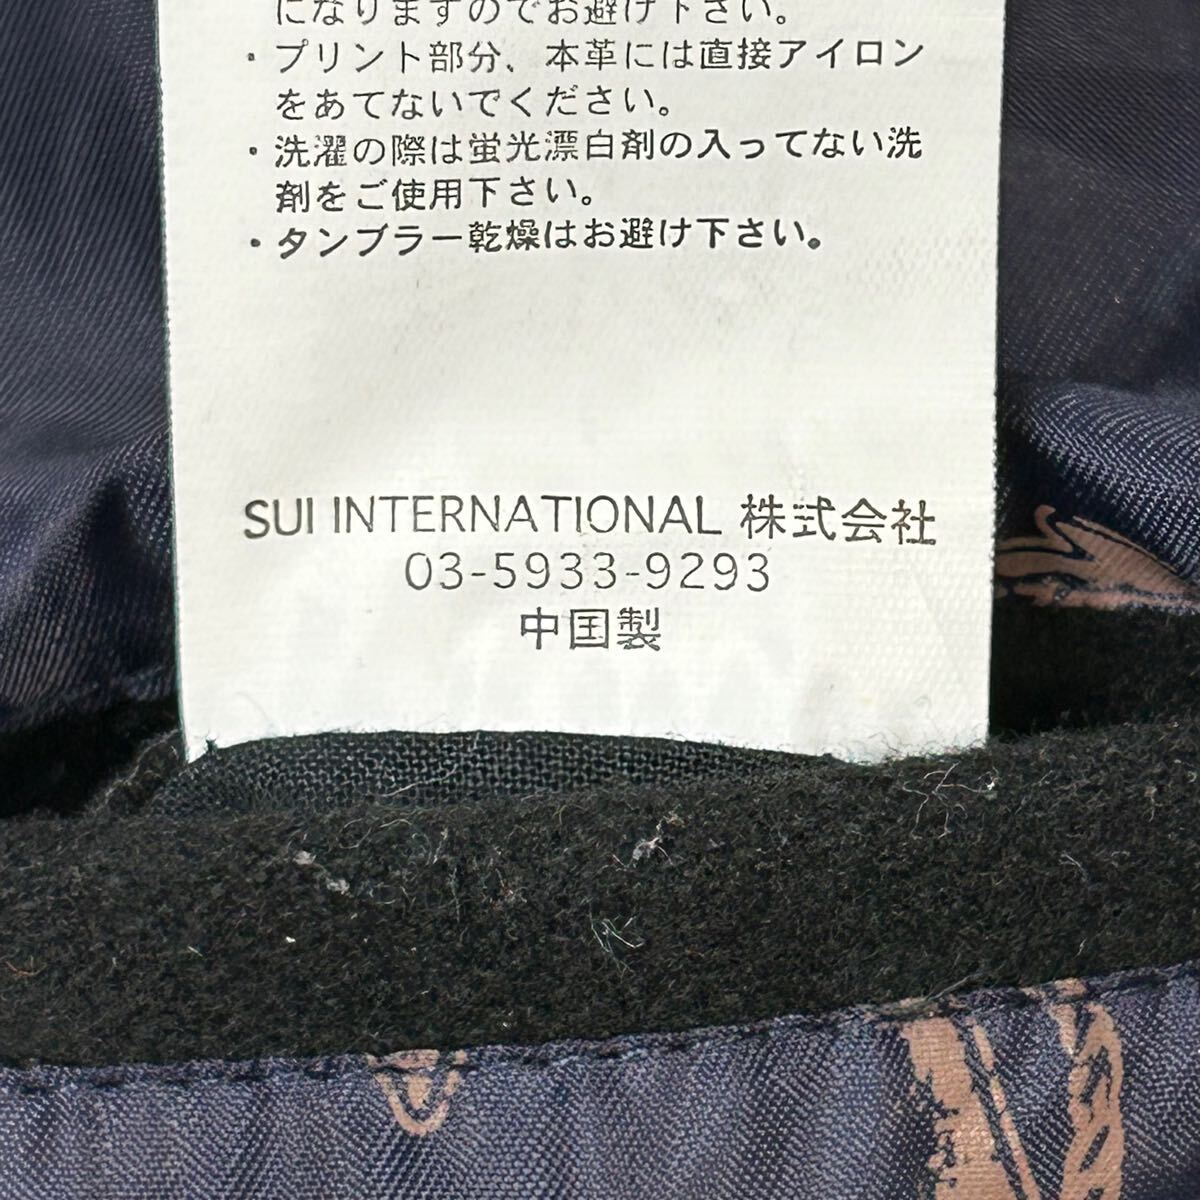 になりますのでお避け下さい。
・プリント部分、本革には直接アイロン
をあてないでください。
・洗濯の際は蛍光漂白剤の入ってない洗
剤をご使用下さい。
・タンブラー乾燥はお避け下さい。
SUI INTERNATIONAL 株式会社
03-5933-9293
中国製